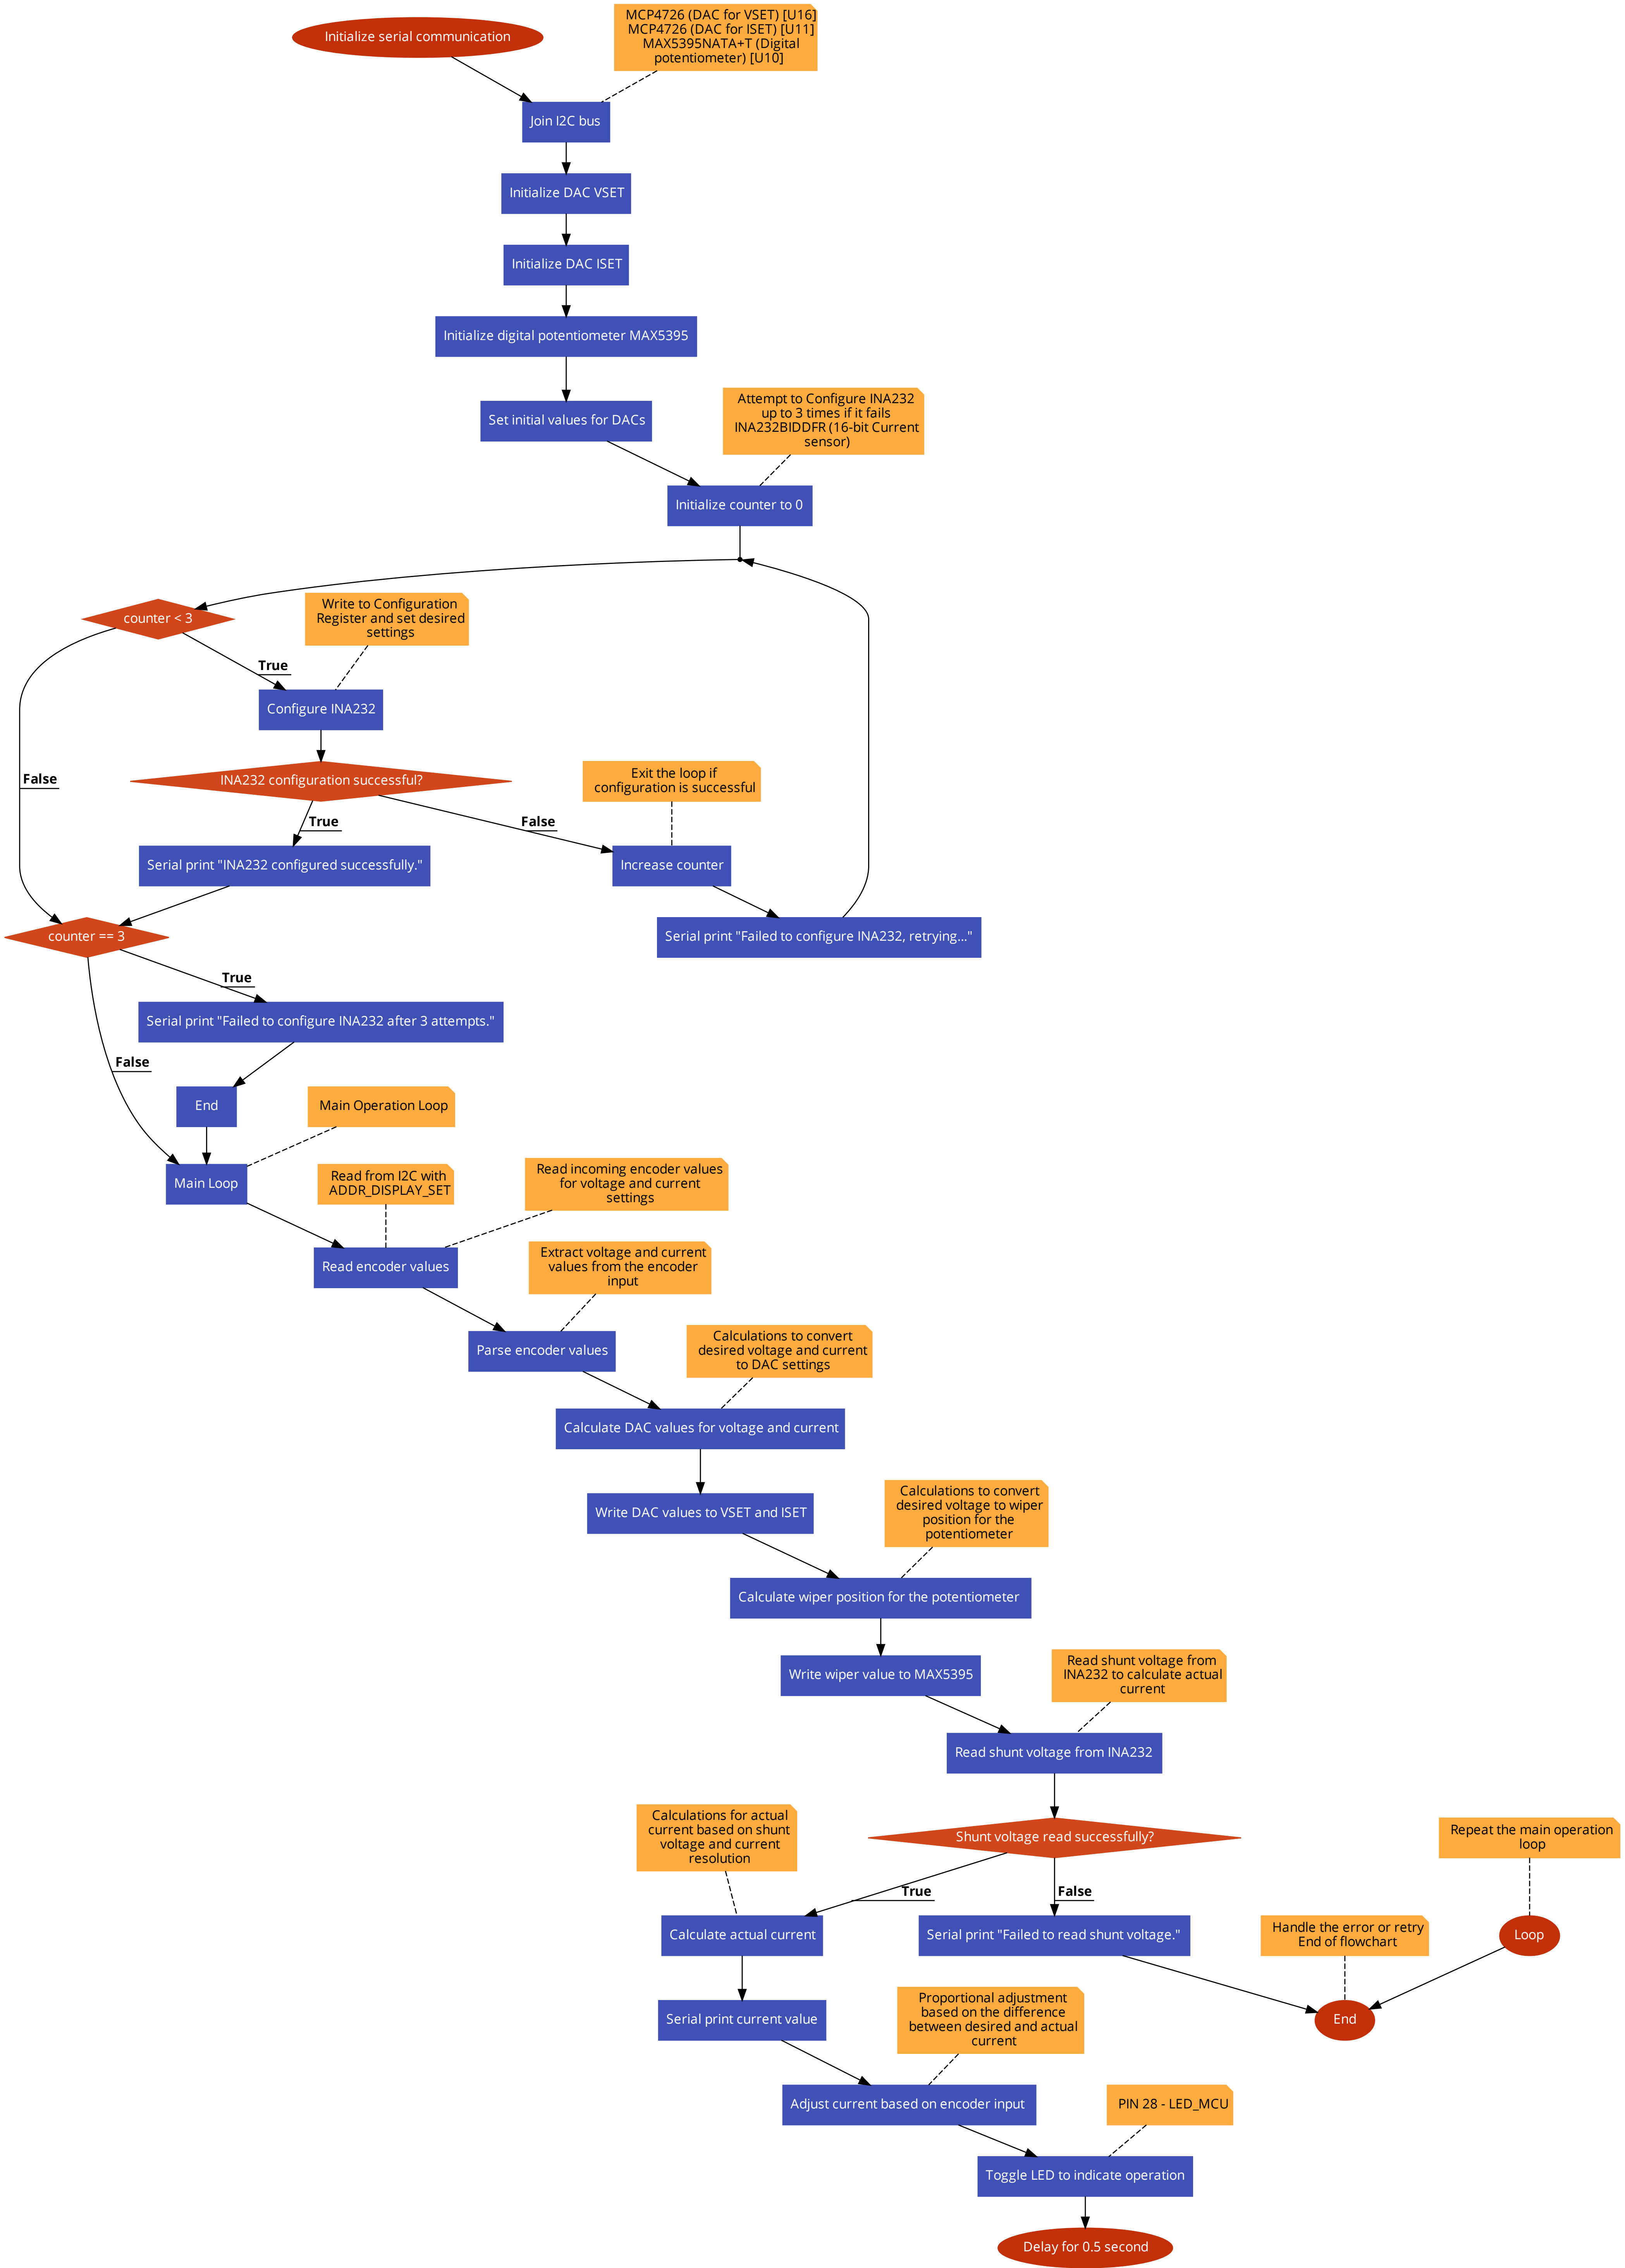 MCP4726 (DAC for VSET) [U16]
MCP4726 (DAC for ISET) [U11]
MAX5395NATA+T (Digital
potentiometer) [U10]
Initialize serial communication
Join I2C bus
Initialize DAC VSET
Initialize DAC ISET
Initialize digital potentiometer MAX5395
Set initial values for DACs
Attempt to Configure INA232
up to 3 times if it fails
INA232BIDDFR (16-bit Current
sensor)
Initialize counter to 0
counter < 3
Write to Configuration
Register and set desired
settings
True
Configure INA232
False
INA232 configuration successful?
Exit the loop if
configuration is successful
True
False
Serial print "INA232 configured successfully."
Increase counter
counter == 3
Serial print "Failed to configure INA232, retrying..."
True
Serial print "Failed to configure INA232 after 3 attempts."
False
End
Main Operation Loop
Main Loop
Read from I2C with
ADDR_DISPLAY_SET
Read incoming encoder values
for voltage and current
settings
Read encoder values
Extract voltage and current
values from the encoder
input
Parse encoder values
Calculations to convert
desired voltage and current
to DAC settings
Calculate DAC values for voltage and current
Write DAC values to VSET and ISET
Calculations to convert
desired voltage to wiper
position for the
potentiometer
Calculate wiper position for the potentiometer
Write wiper value to MAX5395
Read shunt voltage from
INA232 to calculate actual
current
Read shunt voltage from INA232
Calculations for actual
current based on shunt
voltage and current
resolution
Shunt voltage read successfully?
Repeat the main operation
loop
True
False
Calculate actual current
Serial print "Failed to read shunt voltage."
Handle the error or retry
End of flowchart
Loop
Serial print current value
Proportional adjustment
based on the difference
between desired and actual
current
End
Adjust current based on encoder input
PIN 28 - LED_MCU
Toggle LED to indicate operation
Delay for 0.5 second